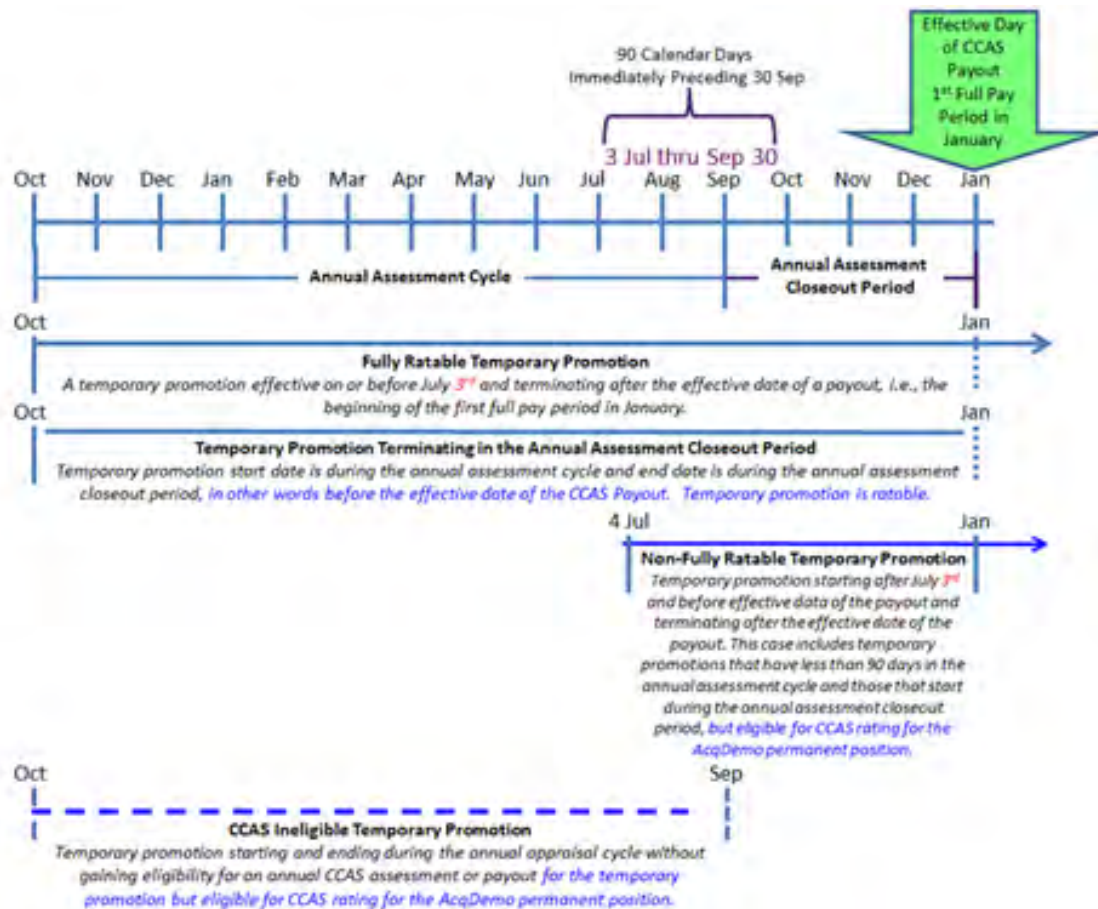 Effective Day
of CCAS
Payout
1st Full Pay
Period in
January
90 Calendar Days
Immediately Preceding 30 Sep
3 Jul thru Sep 30
Oct Nov Dec Jan Feb Mar Apr May Jun Jul Aug Sep Oct Nov Dec Jan
Annual Assessment Cycle
Annual Assessment
Closeout Period
Oct Jan
Fully Ratable Temporary Promotion
A temporary promotion effective on or before July 3rd and terminating after the effective date of a payout, i.e., the
beginning of the first full pay period in January.
Oct Jan
Temporary Promotion Terminating in the Annual Assessment Closeout Period
Temporary promotion start date is during the annual assessment cycle and end date is during the annual assessment
closeout period, in other words before the effective date of the CCAS Payout. Temporary promotion is ratable.
4 Jul Jan
Non-Fully Ratable Temporary Promotion
Temporary promotion starting after July 3rd
and before effective data of the payout and
terminating after the effective date of the
payout. This case includes temporary
promotions that have less than 90 days in the
annual assessment cycle and those that start
during the annual assessment closeout
period, but eligible for CCAS rating for the
AcqDemo permanent position.
Oct Sep
CCAS Ineligible Temporary Promotion
Temporary promotion starting and ending during the annual appraisal cycle without
gaining eligibility for an annual CCAS assessment or payout for the temporary
promotion but eligible for CCAS rating for the AcqDemo permanent position.